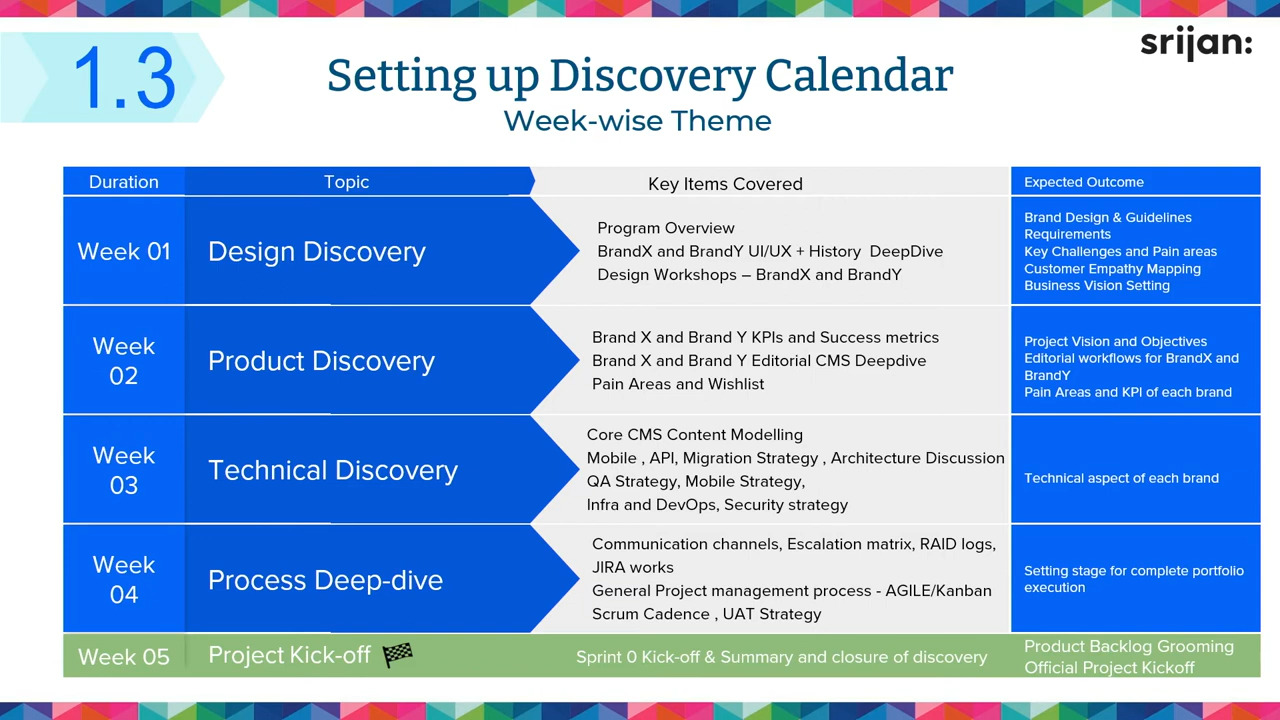 srijan:
1.3
Setting up Discovery Calendar
Week-wise Theme
Duration
Topic
Key Items Covered
Expected Outcome
Week 01
Design Discovery
Program Overview
BrandX and BrandY UI/UX + History DeepDive
Design Workshops – BrandX and BrandY
Brand Design & Guidelines
Requirements
Key Challenges and Pain areas
Customer Empathy Mapping
Business Vision Setting
Week
02
Product Discovery
Brand X and Brand Y KPIs and Success metrics
Brand X and Brand Y Editorial CMS Deepdive
Pain Areas and Wishlist
Project Vision and Objectives
Editorial workflows for BrandX and
BrandY
Pain Areas and KPI of each brand
Week
03
Technical Discovery
Core CMS Content Modelling
Mobile , API, Migration Strategy , Architecture Discussion
QA Strategy, Mobile Strategy,
Infra and DevOps, Security strategy
Technical aspect of each brand
Week
04
Process Deep-dive
Communication channels, Escalation matrix, RAID logs,
JIRA works
General Project management process - AGILE/Kanban
Scrum Cadence , UAT Strategy
Setting stage for complete portfolio
execution
Week 05
Project Kick-off
Sprint 0 Kick-off & Summary and closure of discovery
Product Backlog Grooming
Official Project Kickoff